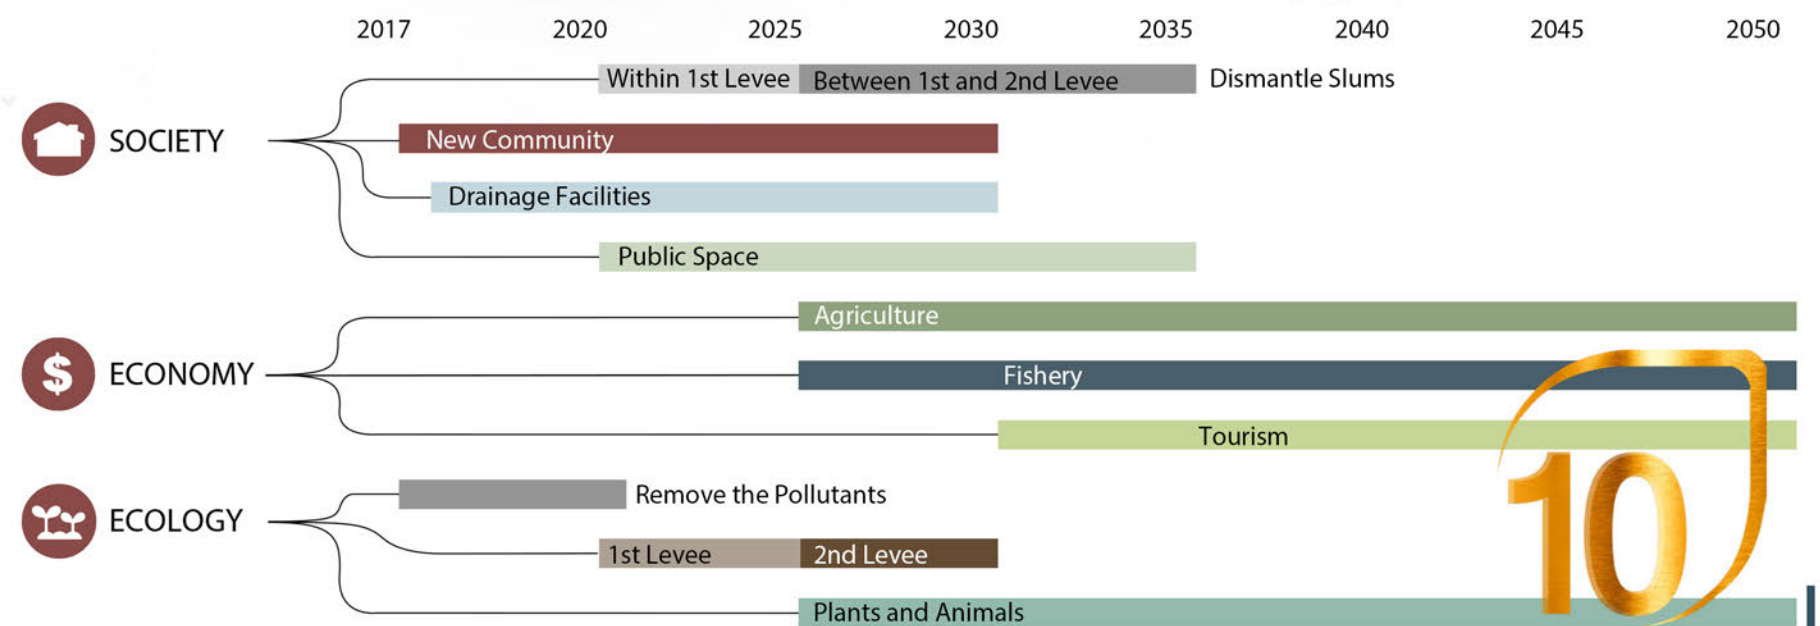 2017 2020 2025 2030 2035 2040 2045 2050
Within 1st Levee Between 1st and 2nd Levee Dismantle Slums
SOCIETY New Community
Drainage Facilities
Public Space
Agriculture
$ ECONOMY Fishery
Tourism
Remove the Pollutants
ECOLOGY
1st Levee 2nd Levee
Plants and Animals
10